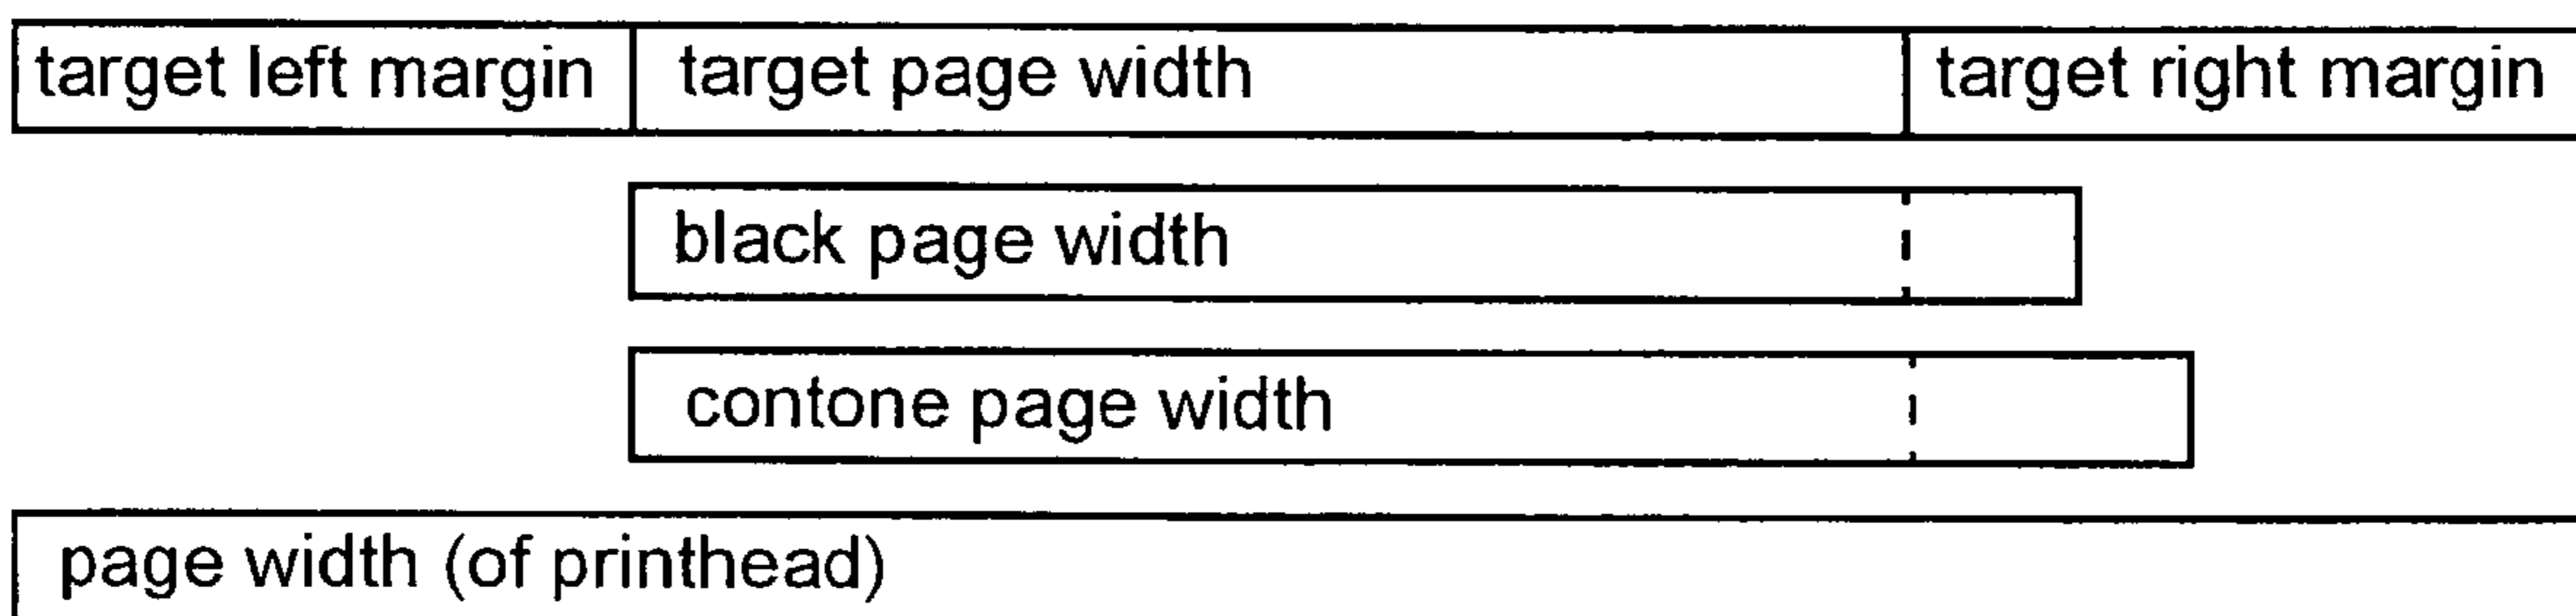 target left margin target page width target right margin
black page width
contone page width
page width (of printhead)